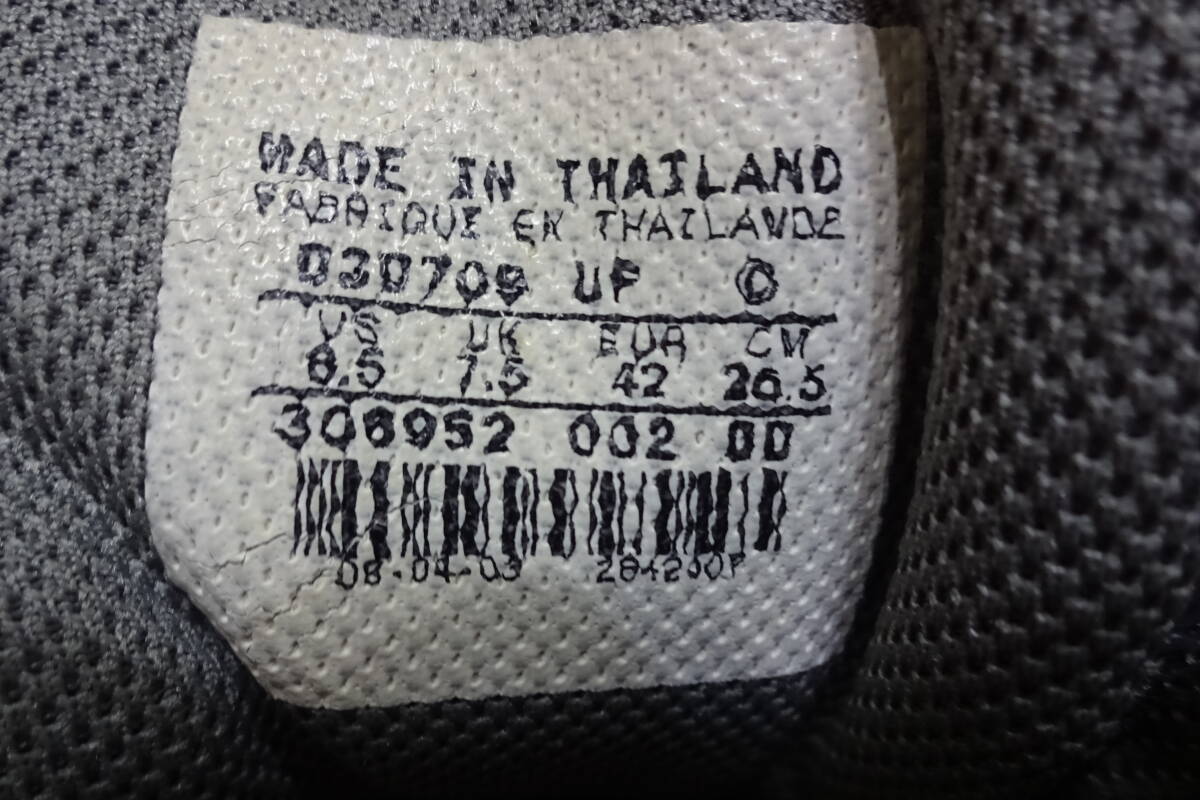 MADE IN THAILAND
FABRIQUE EN THAILANDE
030709 UF ©
US UK EUR CM
8.5 7.5 42 26.5
306952 002 00
08-04-03